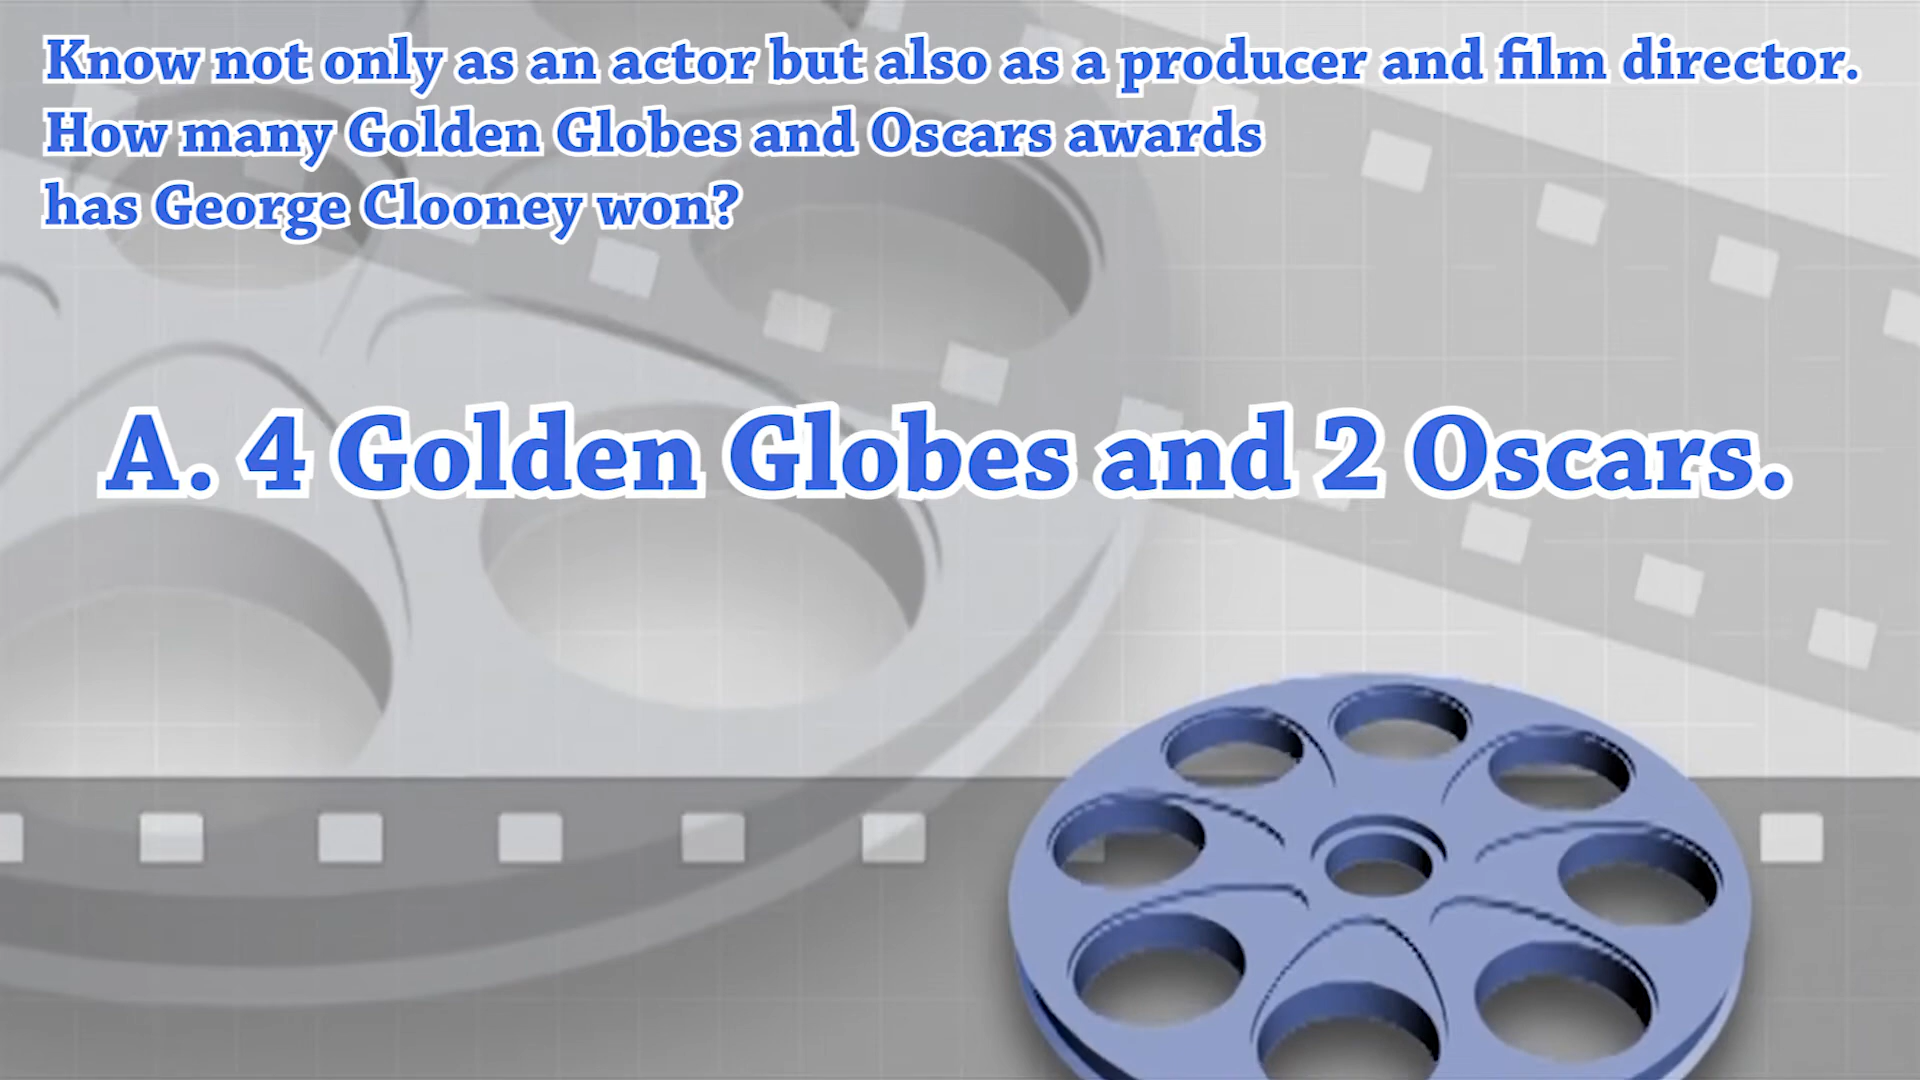 Know not only as an actor but also as a producer and film director.
How many Golden Globes and Oscars awards
has George Clooney won?
A. 4 Golden Globes and 2 Oscars.